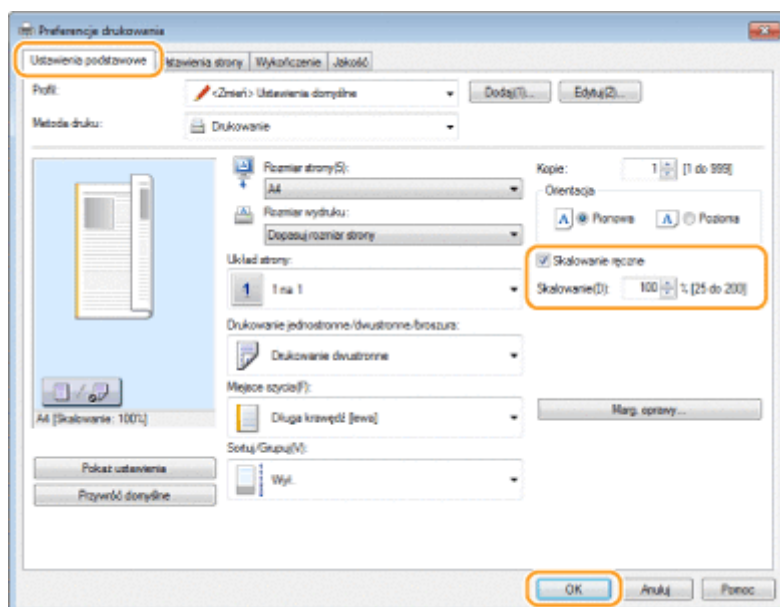 Preferencje drukowania
Ustawienia podstawowe Ustawienia strony Wykończenie Jakość
Profil: <Zmień> Ustawienia domyślne Dodaj(1)... Edytuj(2)...
Metoda druku: Drukowanie
Rozmiar strony(S): Kopie: 1 [1 do 999]
A4 Orientacja
Rozmiar wydruku: A Pionowa A Pozioma
Dopasuj rozmiar strony
Układ strony: Skalowanie ręczne
1 1 na 1 Skalowanie(D): 100 % [25 do 200]
Drukowanie jednostronne/dwustronne/broszura:
Drukowanie dwustronne
Miejsce szycia(F):
A4 [Skalowanie: 100%] Długa krawędź [lewa] Marg. oprawy...
Sortuj/Grupuj(V):
Pokaż ustawienia Wył.
Przywróć domyślne
OK Anuluj Pomoc